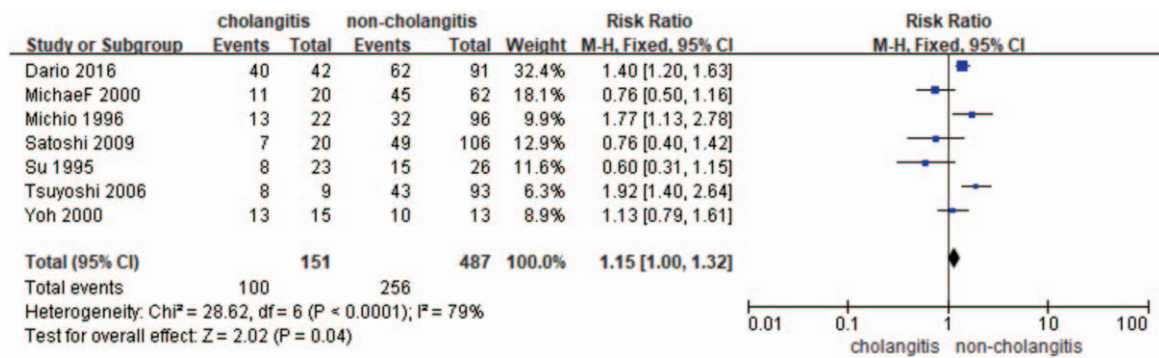 cholangitis non-cholangitis Risk Ratio Risk Ratio
Study or Subgroup Events Total Events Total Weight M-H, Fixed, 95% CI M-H, Fixed, 95% CI
Dario 2016 40 42 62 91 32.4% 1.40 [1.20, 1.63]
MichaeF 2000 11 20 45 62 18.1% 0.76 [0.50, 1.16]
Michio 1996 13 22 32 96 9.9% 1.77 [1.13, 2.78]
Satoshi 2009 7 20 49 106 12.9% 0.76 [0.40, 1.42]
Su 1995 8 23 15 26 11.6% 0.60 [0.31, 1.15]
Tsuyoshi 2006 8 9 43 93 6.3% 1.92 [1.40, 2.64]
Yoh 2000 13 15 10 13 8.9% 1.13 [0.79, 1.61]
Total (95% CI) 151 487 100.0% 1.15 [1.00, 1.32]
Total events 100 256
Heterogeneity: Chi² = 28.62, df = 6 (P < 0.0001); I² = 79%
Test for overall effect: Z = 2.02 (P = 0.04)
0.01 0.1 1 10 100
cholangitis non-cholangitis